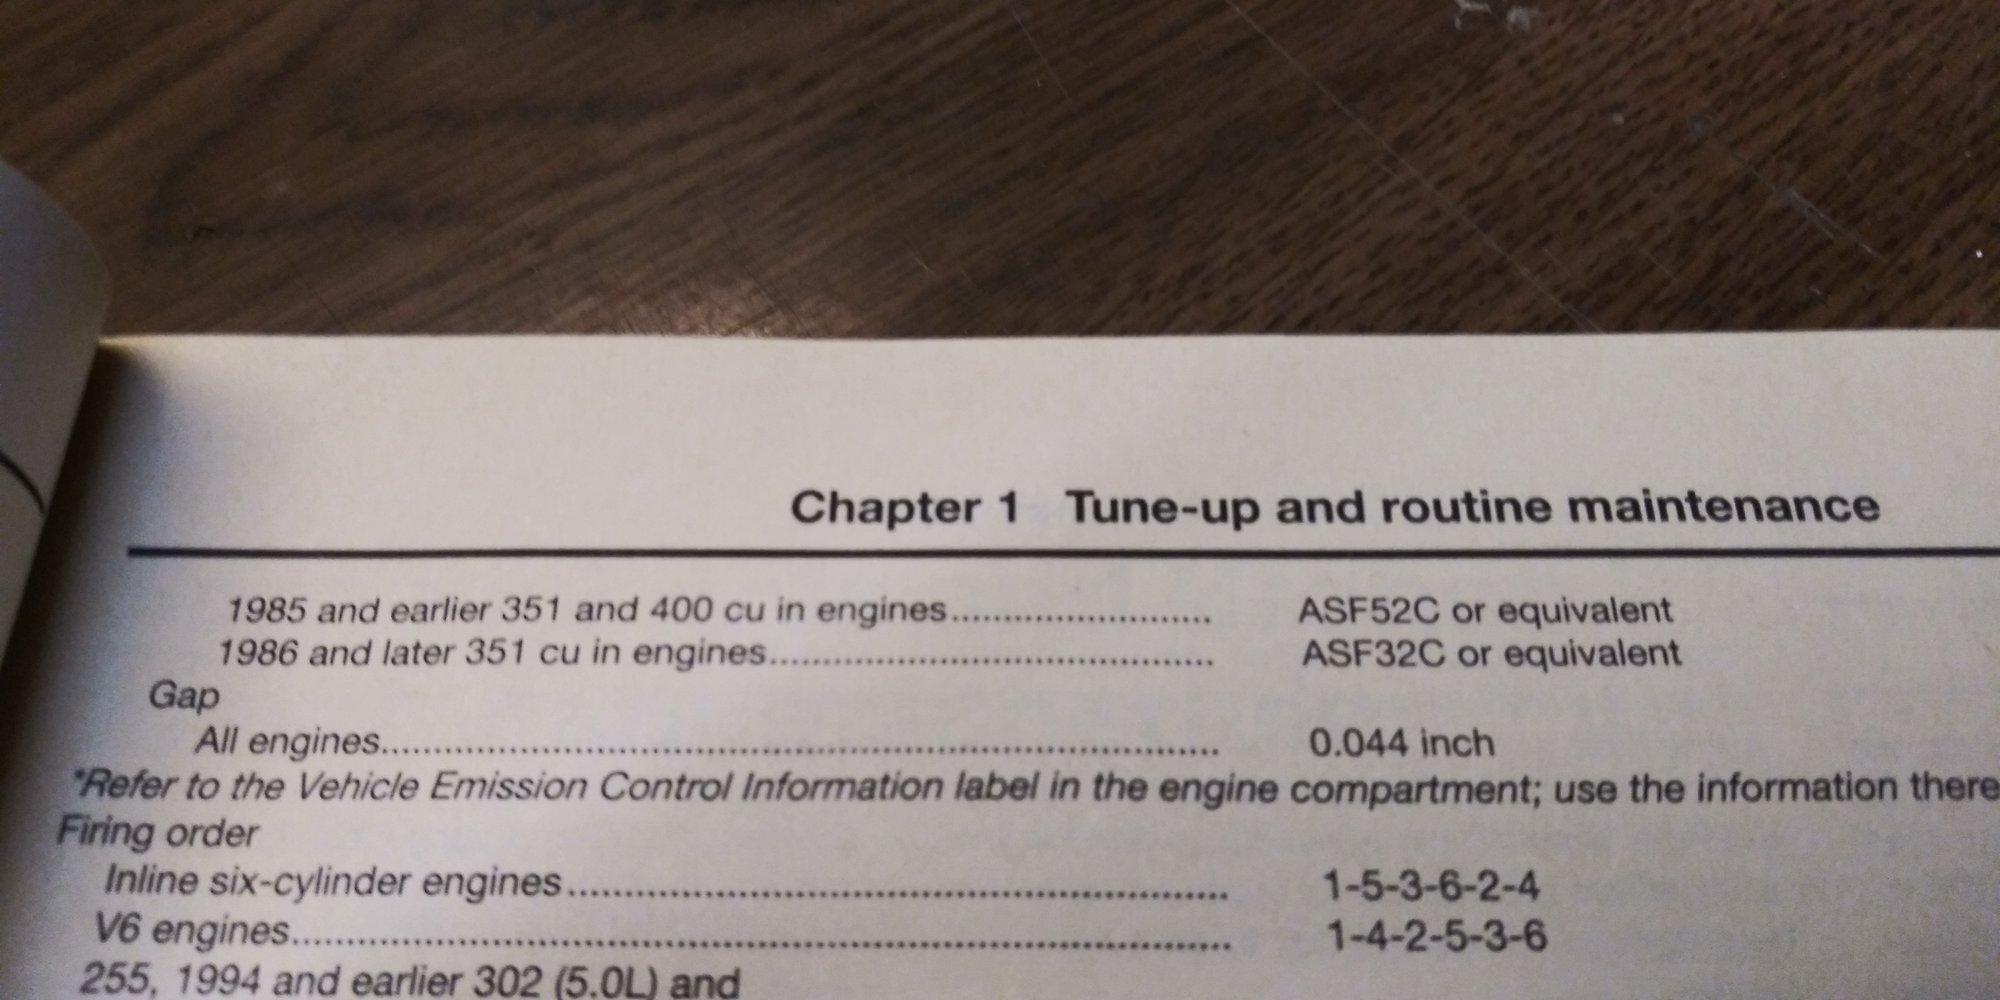 Chapter 1 Tune-up and routine maintenance
1985 and earlier 351 and 400 cu in engines.......................... ASF52C or equivalent
1986 and later 351 cu in engines........................................... ASF32C or equivalent
Gap
All engines................................................................................ 0.044 inch
*Refer to the Vehicle Emission Control Information label in the engine compartment; use the information there
Firing order
Inline six-cylinder engines............................................................... 1-5-3-6-2-4
V6 engines......................................................................................... 1-4-2-5-3-6
255, 1994 and earlier 302 (5.0L) and